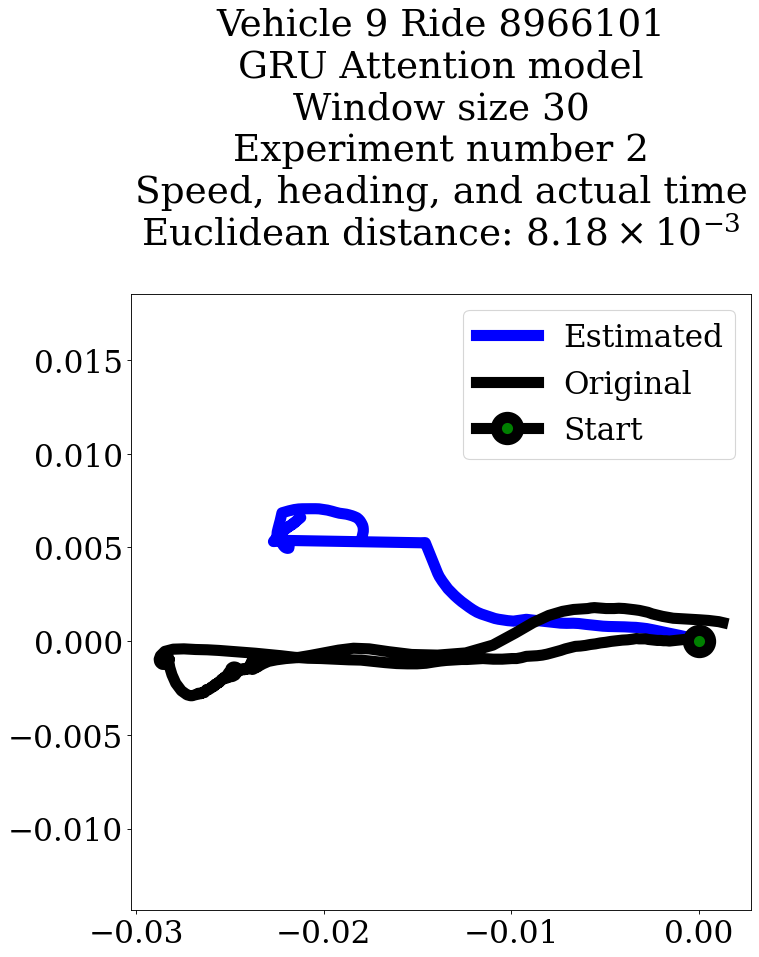 Vehicle 9 Ride 8966101
GRU Attention model
Window size 30
Experiment number 2
Speed, heading, and actual time
Euclidean distance: 8.18 × 10⁻³
Estimated
Original
Start
0.015
0.010
0.005
0.000
−0.005
−0.010
−0.03 −0.02 −0.01 0.00